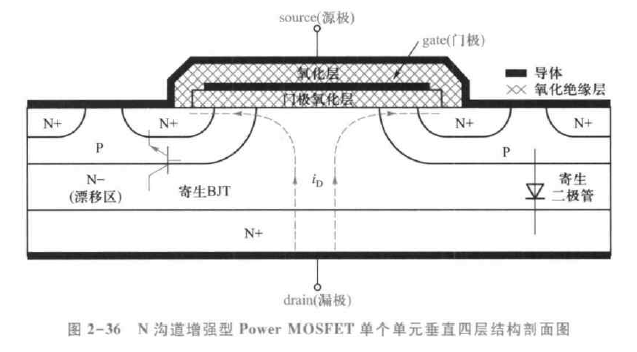 source(源极)
gate(门极)
氧化层
导体
门极氧化层
氧化绝缘层
N+ N+ N+ N+
P P
N−
(漂移区)
寄生BJT
iD
寄生
二极管
N+
drain(漏极)
图 2-36 N 沟道增强型 Power MOSFET 单个单元垂直四层结构剖面图